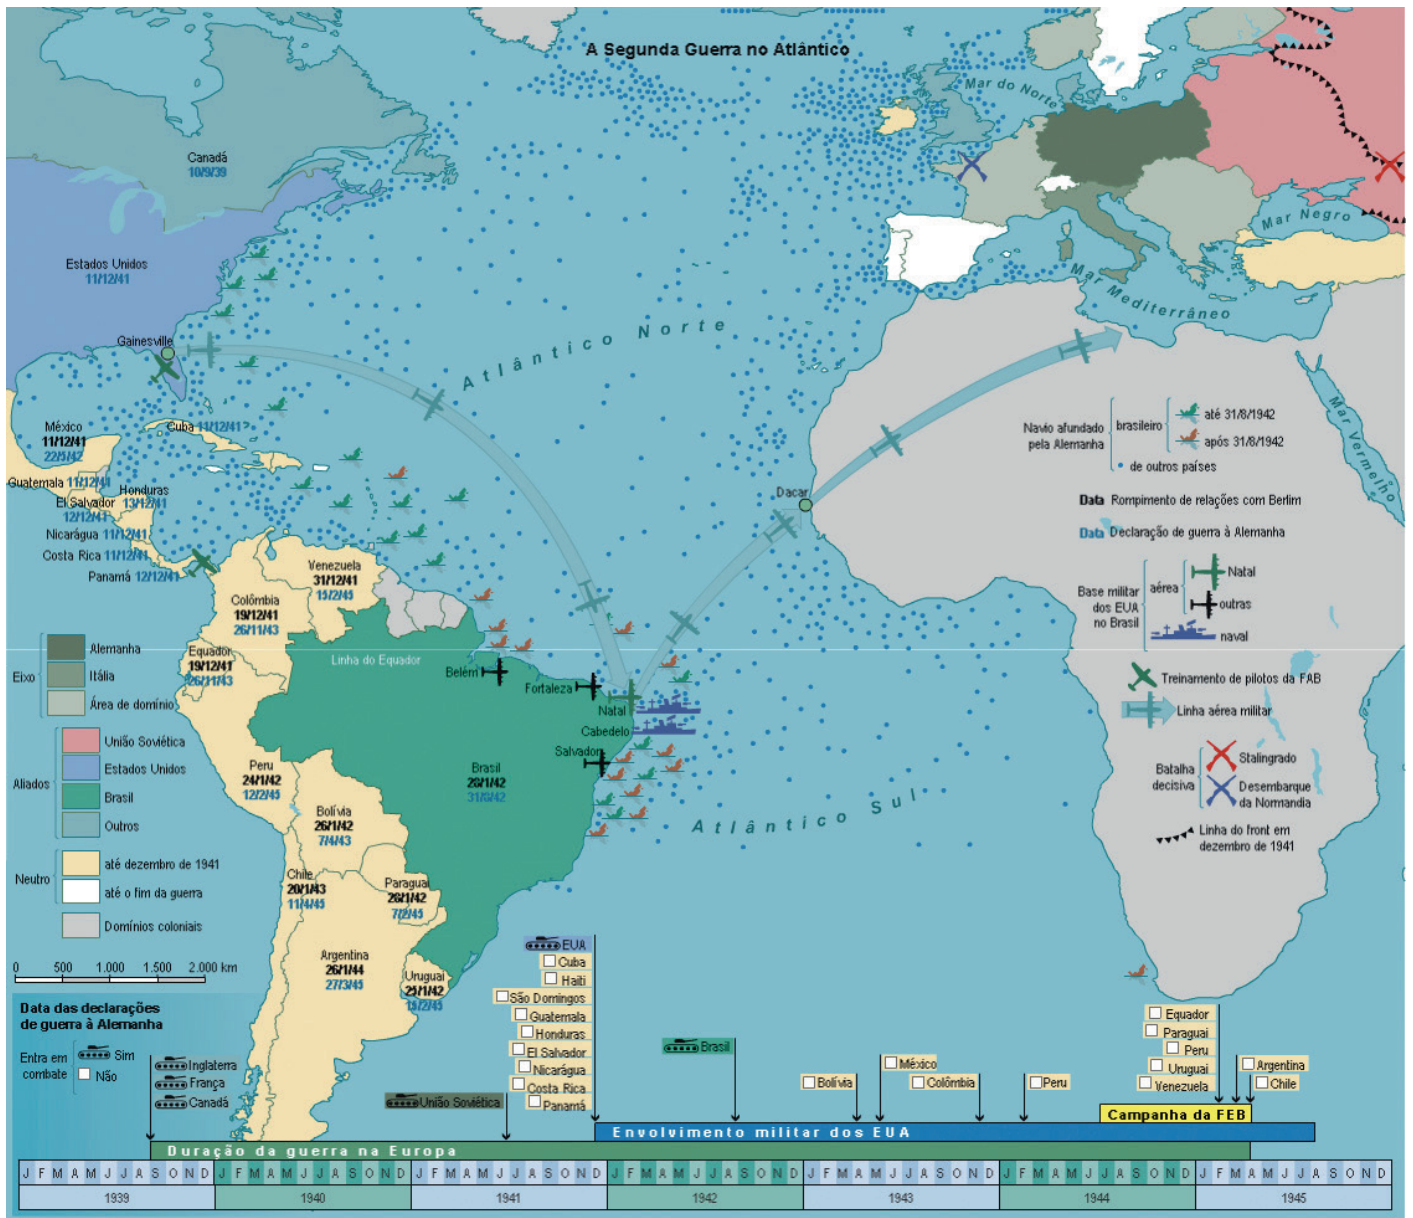 A Segunda Guerra no Atlântico
Mar do Norte
Canadá
10/9/39
Mar Negro
Estados Unidos
11/12/41
Mar Mediterrâneo
Gainesville
Atlântico Norte
Mar Vermelho
México
11/12/41
22/5/42
Cuba 11/12/41
Guatemala 11/12/41
Honduras
13/12/41
El Salvador
12/12/41
Nicarágua 11/12/41
Costa Rica 11/12/41
Panamá 12/12/41
Dacar
Navio afundado
pela Alemanha
brasileiro
até 31/8/1942
após 31/8/1942
de outros países
Data Rompimento de relações com Berlim
Data Declaração de guerra à Alemanha
Base militar
dos EUA
no Brasil
aérea
Natal
outras
naval
Treinamento de pilotos da FAB
Linha aérea militar
Batalha
decisiva
Stalingrado
Desembarque
da Normandia
Linha do front em
dezembro de 1941
Venezuela
31/12/41
15/2/45
Colômbia
19/12/41
26/11/43
Equador
19/12/41
26/11/43
Linha do Equador
Belém
Fortaleza
Natal
Cabedelo
Salvador
Peru
24/1/42
12/2/45
Brasil
28/1/42
Bolívia
26/1/42
7/4/43
Chile
20/1/43
11/4/45
Paraguai
28/1/42
7/2/45
Argentina
26/1/44
27/3/45
Uruguai
25/1/42
15/2/45
Atlântico Sul
Eixo
Alemanha
Itália
Área de domínio
Aliados
União Soviética
Estados Unidos
Brasil
Outros
Neutro
até dezembro de 1941
até o fim da guerra
Domínios coloniais
0 500 1.000 1.500 2.000 km
Data das declarações
de guerra à Alemanha
Entra em
combate
Sim
Não
Inglaterra
França
Canadá
União Soviética
EUA
Cuba
Haiti
São Domingos
Guatemala
Honduras
El Salvador
Nicarágua
Costa Rica
Panamá
Brasil
Bolívia
México
Colômbia
Peru
Equador
Paraguai
Peru
Uruguai
Venezuela
Argentina
Chile
Campanha da FEB
Envolvimento militar dos EUA
Duração da guerra na Europa
J F M A M J J A S O N D J F M A M J J A S O N D J F M A M J J A S O N D J F M A M J J A S O N D J F M A M J J A S O N D J F M A M J J A S O N D J F M A M J J A S O N D
1939 1940 1941 1942 1943 1944 1945